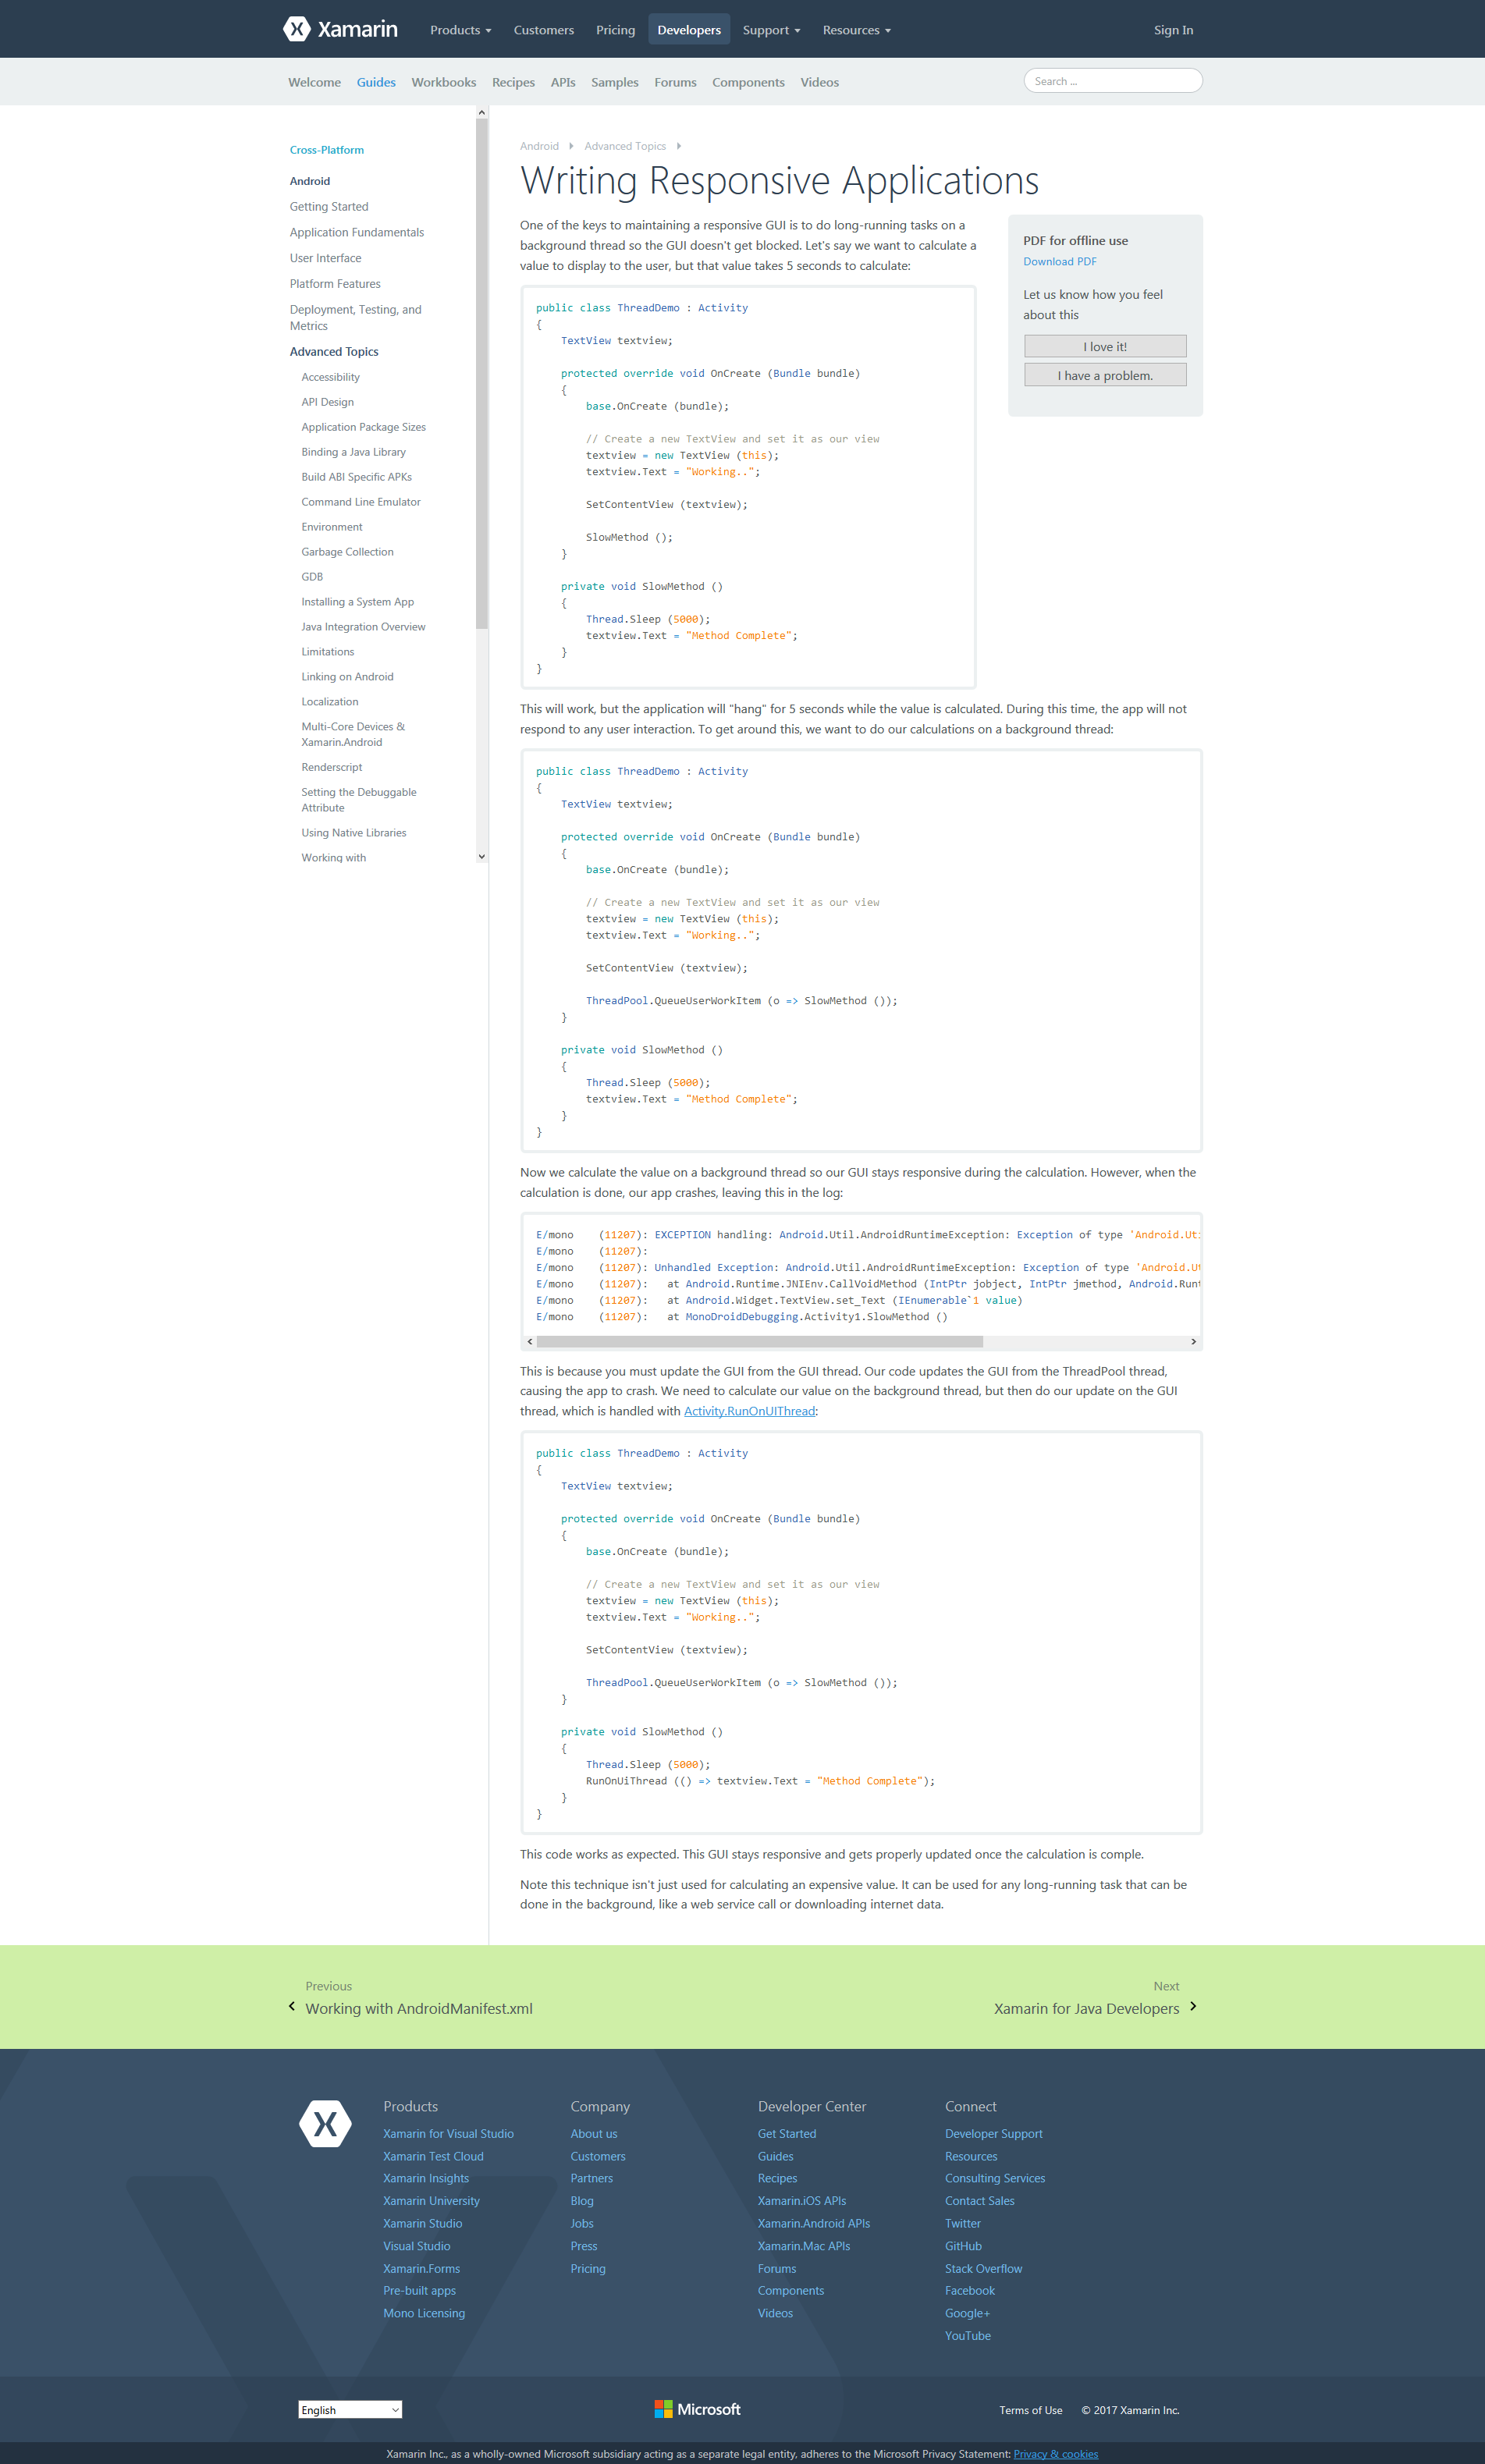 Xamarin
Products
Customers
Pricing
Developers
Support
Resources
Sign In
Welcome
Guides
Workbooks
Recipes
APIs
Samples
Forums
Components
Videos
Search ...
Cross-Platform
Android
Getting Started
Application Fundamentals
User Interface
Platform Features
Deployment, Testing, and
Metrics
Advanced Topics
Accessibility
API Design
Application Package Sizes
Binding a Java Library
Build ABI Specific APKs
Command Line Emulator
Environment
Garbage Collection
GDB
Installing a System App
Java Integration Overview
Limitations
Linking on Android
Localization
Multi-Core Devices &
Xamarin.Android
Renderscript
Setting the Debuggable
Attribute
Using Native Libraries
Working with
Android
Advanced Topics
Writing Responsive Applications
One of the keys to maintaining a responsive GUI is to do long-running tasks on a
background thread so the GUI doesn't get blocked. Let's say we want to calculate a
value to display to the user, but that value takes 5 seconds to calculate:
PDF for offline use
Download PDF
Let us know how you feel
about this
I love it!
I have a problem.
public class ThreadDemo : Activity
{
    TextView textview;

    protected override void OnCreate (Bundle bundle)
    {
        base.OnCreate (bundle);

        // Create a new TextView and set it as our view
        textview = new TextView (this);
        textview.Text = "Working..";

        SetContentView (textview);

        SlowMethod ();
    }

    private void SlowMethod ()
    {
        Thread.Sleep (5000);
        textview.Text = "Method Complete";
    }
}
This will work, but the application will "hang" for 5 seconds while the value is calculated. During this time, the app will not
respond to any user interaction. To get around this, we want to do our calculations on a background thread:
public class ThreadDemo : Activity
{
    TextView textview;

    protected override void OnCreate (Bundle bundle)
    {
        base.OnCreate (bundle);

        // Create a new TextView and set it as our view
        textview = new TextView (this);
        textview.Text = "Working..";

        SetContentView (textview);

        ThreadPool.QueueUserWorkItem (o => SlowMethod ());
    }

    private void SlowMethod ()
    {
        Thread.Sleep (5000);
        textview.Text = "Method Complete";
    }
}
Now we calculate the value on a background thread so our GUI stays responsive during the calculation. However, when the
calculation is done, our app crashes, leaving this in the log:
E/mono    (11207): EXCEPTION handling: Android.Util.AndroidRuntimeException: Exception of type 'Android.Ut
E/mono    (11207):
E/mono    (11207): Unhandled Exception: Android.Util.AndroidRuntimeException: Exception of type 'Android.U
E/mono    (11207):   at Android.Runtime.JNIEnv.CallVoidMethod (IntPtr jobject, IntPtr jmethod, Android.Run
E/mono    (11207):   at Android.Widget.TextView.set_Text (IEnumerable`1 value)
E/mono    (11207):   at MonoDroidDebugging.Activity1.SlowMethod ()
This is because you must update the GUI from the GUI thread. Our code updates the GUI from the ThreadPool thread,
causing the app to crash. We need to calculate our value on the background thread, but then do our update on the GUI
thread, which is handled with Activity.RunOnUIThread:
public class ThreadDemo : Activity
{
    TextView textview;

    protected override void OnCreate (Bundle bundle)
    {
        base.OnCreate (bundle);

        // Create a new TextView and set it as our view
        textview = new TextView (this);
        textview.Text = "Working..";

        SetContentView (textview);

        ThreadPool.QueueUserWorkItem (o => SlowMethod ());
    }

    private void SlowMethod ()
    {
        Thread.Sleep (5000);
        RunOnUiThread (() => textview.Text = "Method Complete");
    }
}
This code works as expected. This GUI stays responsive and gets properly updated once the calculation is comple.
Note this technique isn't just used for calculating an expensive value. It can be used for any long-running task that can be
done in the background, like a web service call or downloading internet data.
Previous
Working with AndroidManifest.xml
Next
Xamarin for Java Developers
Products
Xamarin for Visual Studio
Xamarin Test Cloud
Xamarin Insights
Xamarin University
Xamarin Studio
Visual Studio
Xamarin.Forms
Pre-built apps
Mono Licensing
Company
About us
Customers
Partners
Blog
Jobs
Press
Pricing
Developer Center
Get Started
Guides
Recipes
Xamarin.iOS APIs
Xamarin.Android APIs
Xamarin.Mac APIs
Forums
Components
Videos
Connect
Developer Support
Resources
Consulting Services
Contact Sales
Twitter
GitHub
Stack Overflow
Facebook
Google+
YouTube
English
Microsoft
Terms of Use
© 2017 Xamarin Inc.
Xamarin Inc., as a wholly-owned Microsoft subsidiary acting as a separate legal entity, adheres to the Microsoft Privacy Statement: Privacy & cookies